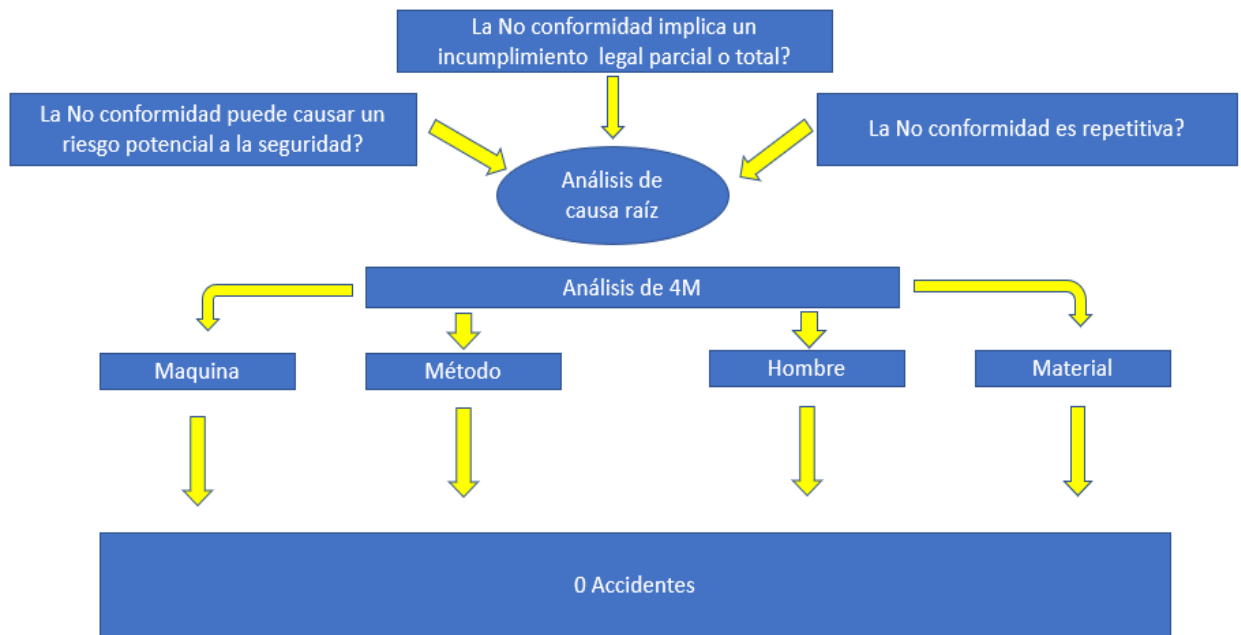 La No conformidad implica un
incumplimiento legal parcial o total?
La No conformidad puede causar un
riesgo potencial a la seguridad?
La No conformidad es repetitiva?
Análisis de
causa raíz
Análisis de 4M
Maquina
Método
Hombre
Material
0 Accidentes